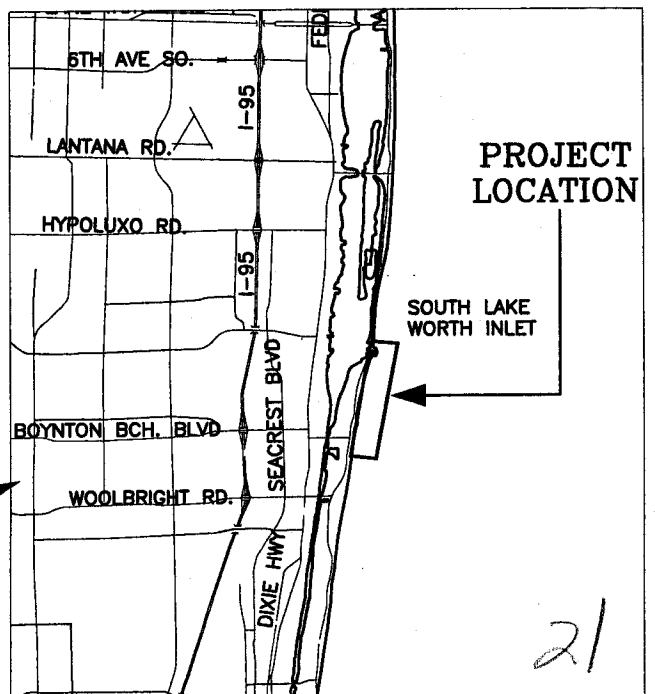 FED
6TH AVE SO.
I-95
LANTANA RD.
PROJECT
LOCATION
HYPOLUXO RD.
I-95
SOUTH LAKE
WORTH INLET
SEACREST BLVD
BOYNTON BCH. BLVD
WOOLBRIGHT RD.
DIXIE HWY
21